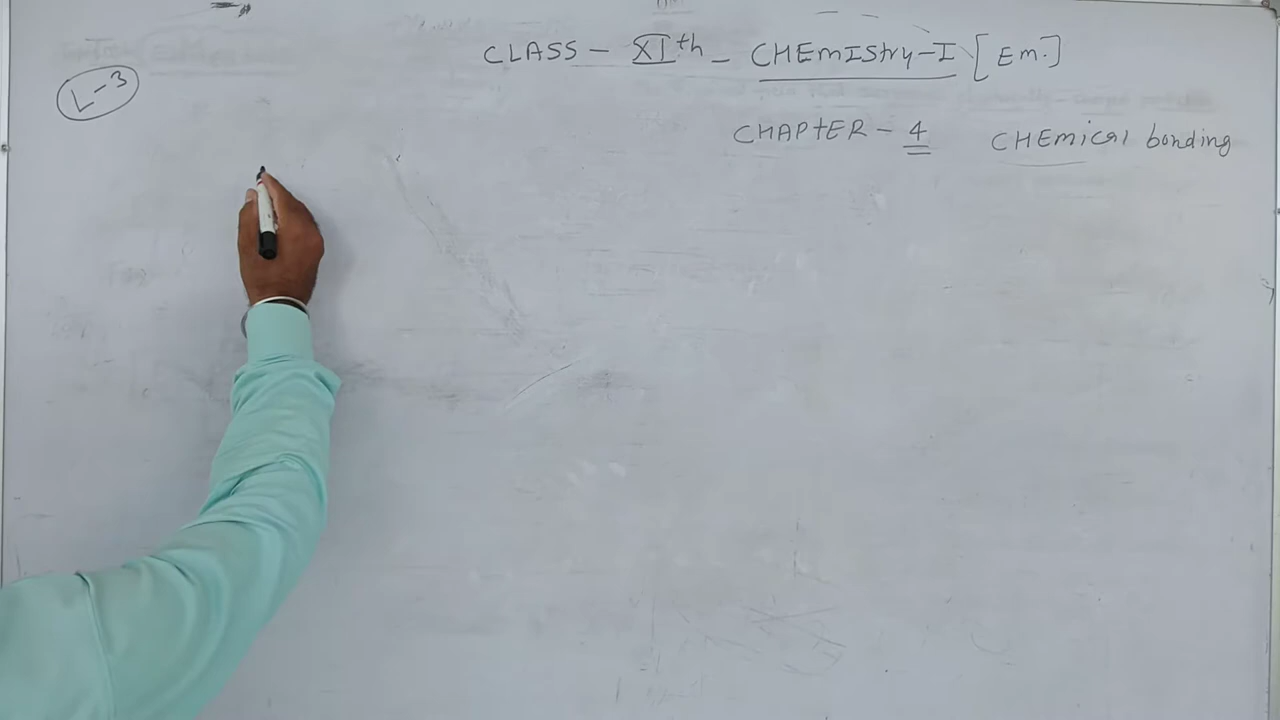 CLASS - XIth - CHEMIStry-I [Em.]
L-3
CHAPtER - 4 CHEMical bonding